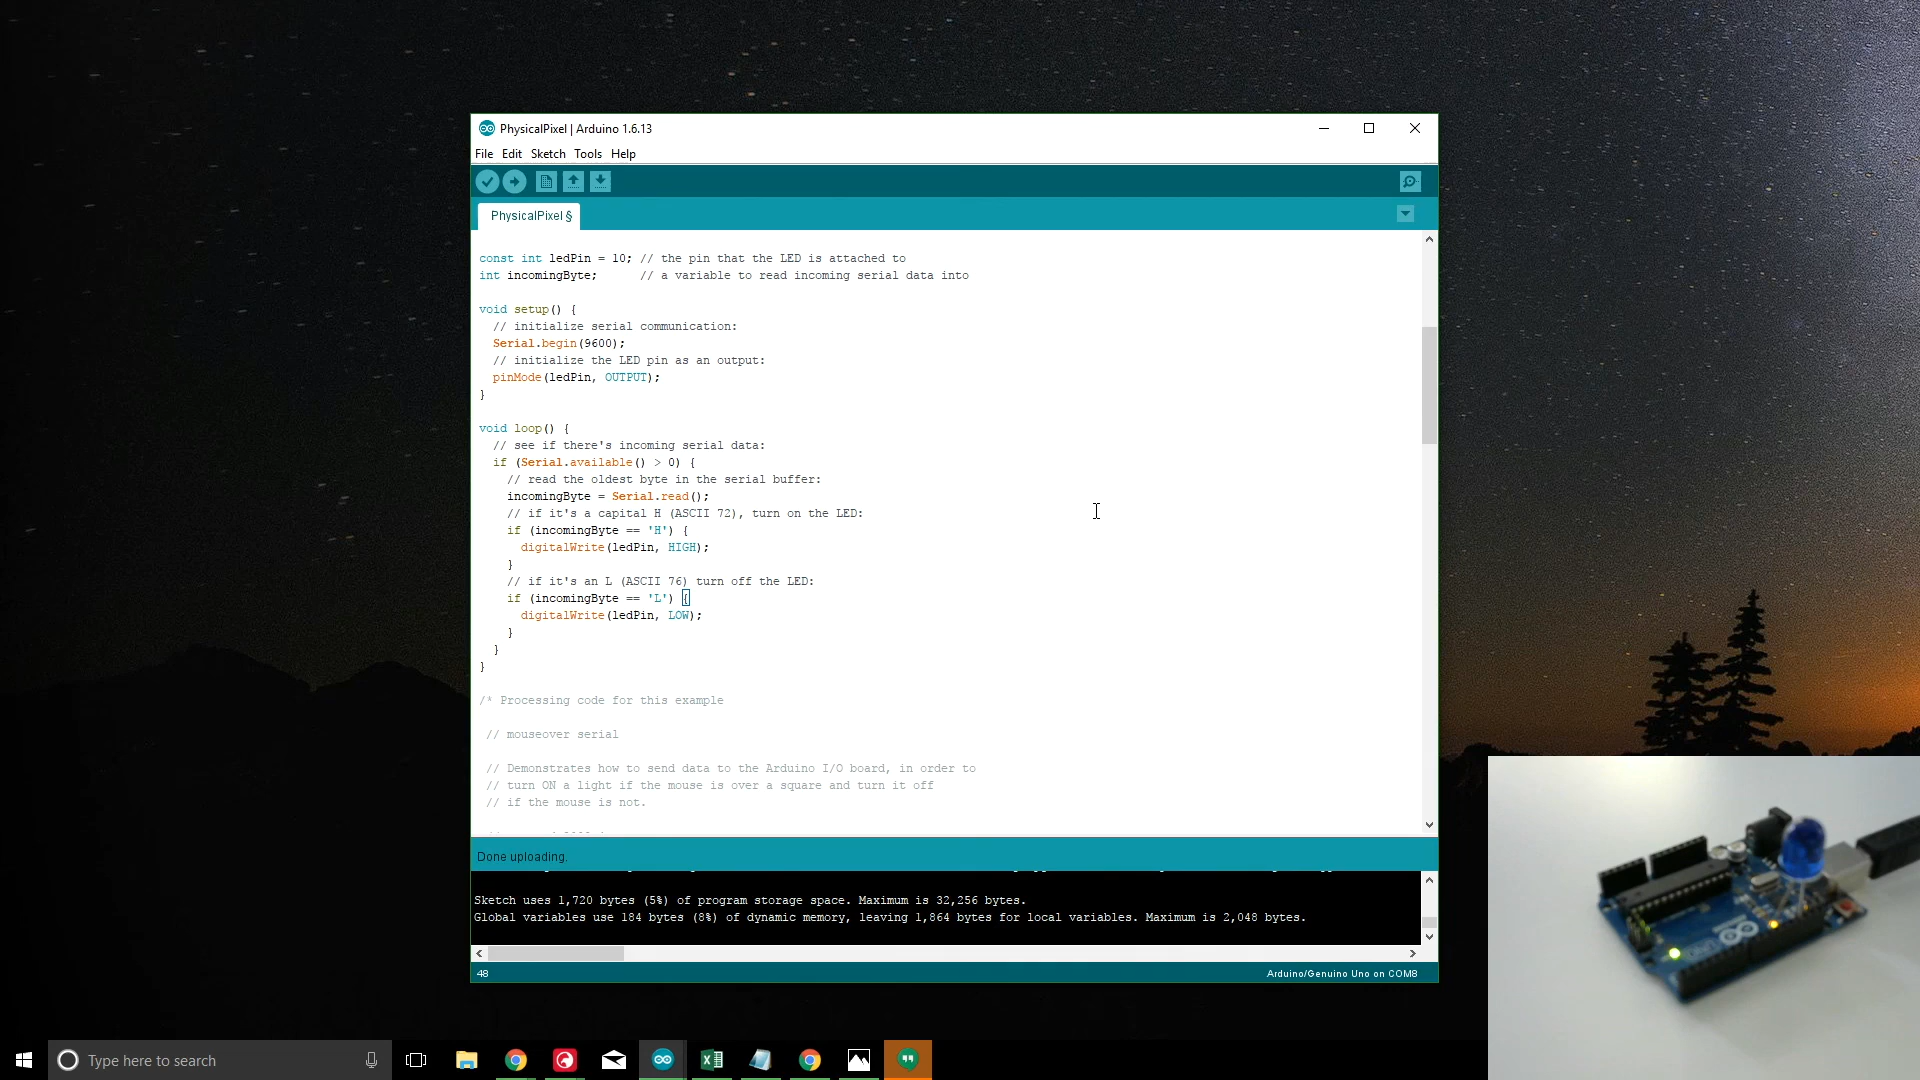 PhysicalPixel | Arduino 1.6.13
File Edit Sketch Tools Help
PhysicalPixel §
const int ledPin = 10; // the pin that the LED is attached to
int incomingByte;      // a variable to read incoming serial data into
void setup() {
  // initialize serial communication:
  Serial.begin(9600);
  // initialize the LED pin as an output:
  pinMode(ledPin, OUTPUT);
}
void loop() {
  // see if there's incoming serial data:
  if (Serial.available() > 0) {
    // read the oldest byte in the serial buffer:
    incomingByte = Serial.read();
    // if it's a capital H (ASCII 72), turn on the LED:
    if (incomingByte == 'H') {
      digitalWrite(ledPin, HIGH);
    }
    // if it's an L (ASCII 76) turn off the LED:
    if (incomingByte == 'L') {
      digitalWrite(ledPin, LOW);
    }
  }
}
/* Processing code for this example
 // mouseover serial
 // Demonstrates how to send data to the Arduino I/O board, in order to
 // turn ON a light if the mouse is over a square and turn it off
 // if the mouse is not.
Done uploading.
Sketch uses 1,720 bytes (5%) of program storage space. Maximum is 32,256 bytes.
Global variables use 184 bytes (8%) of dynamic memory, leaving 1,864 bytes for local variables. Maximum is 2,048 bytes.
48
Arduino/Genuino Uno on COM8
Type here to search